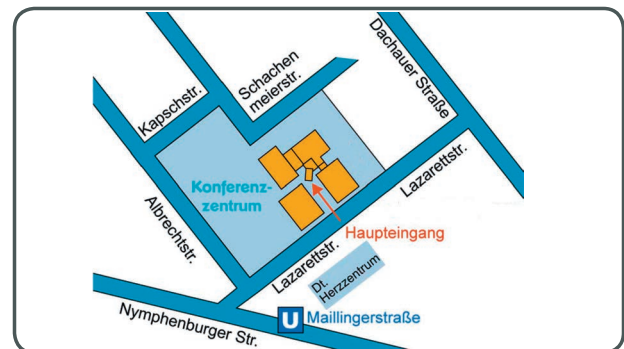 Dachauer Straße
Schachen
meierstr.
Kapschstr.
Konferenz-
zentrum
Lazarettstr.
Albrechtstr.
Haupteingang
Lazarettstr.
Dt.
Herzzentrum
U Maillingerstraße
Nymphenburger Str.